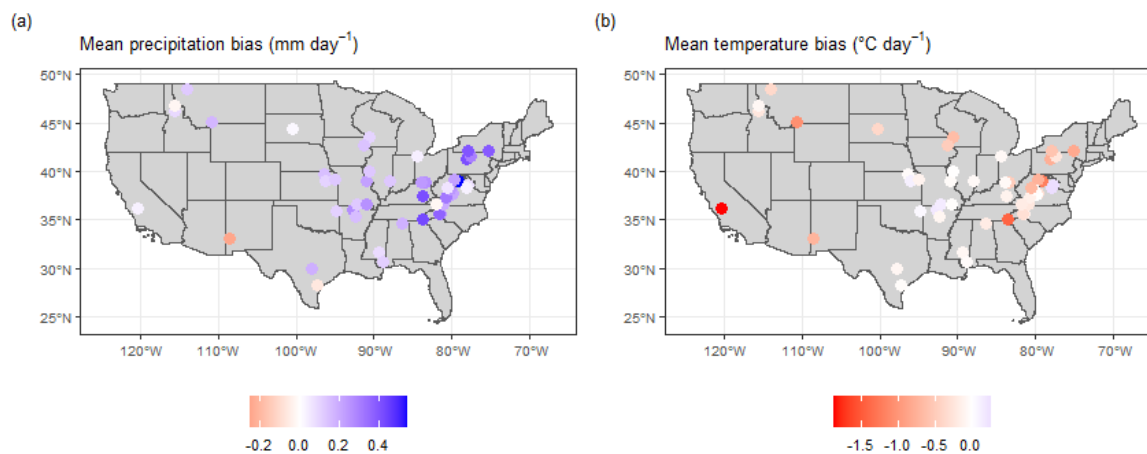 (a)
Mean precipitation bias (mm day⁻¹)
50°N
45°N
40°N
35°N
30°N
25°N
120°W 110°W 100°W 90°W 80°W 70°W
-0.2 0.0 0.2 0.4
(b)
Mean temperature bias (°C day⁻¹)
50°N
45°N
40°N
35°N
30°N
25°N
120°W 110°W 100°W 90°W 80°W 70°W
-1.5 -1.0 -0.5 0.0